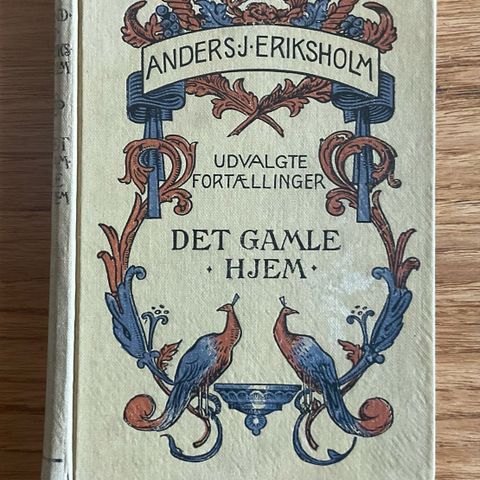 ANDERS·J·ERIKSHOLM
UDVALGTE
FORTÆLLINGER
DET GAMLE
· HJEM ·